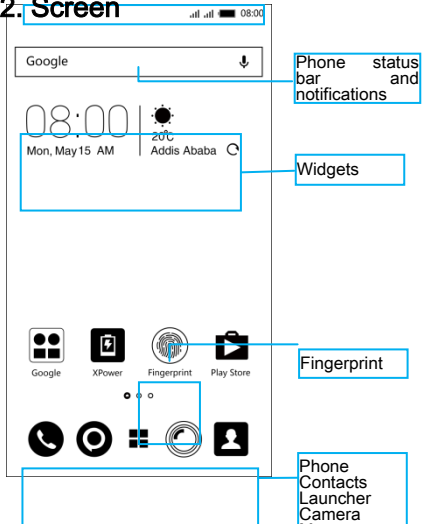 2. Screen
08:00
Google
Phone status
bar and
notifications
08:00
20℃
Mon, May15 AM
Addis Ababa
Widgets
Google
XPower
Fingerprint
Play Store
Fingerprint
Phone
Contacts
Launcher
Camera